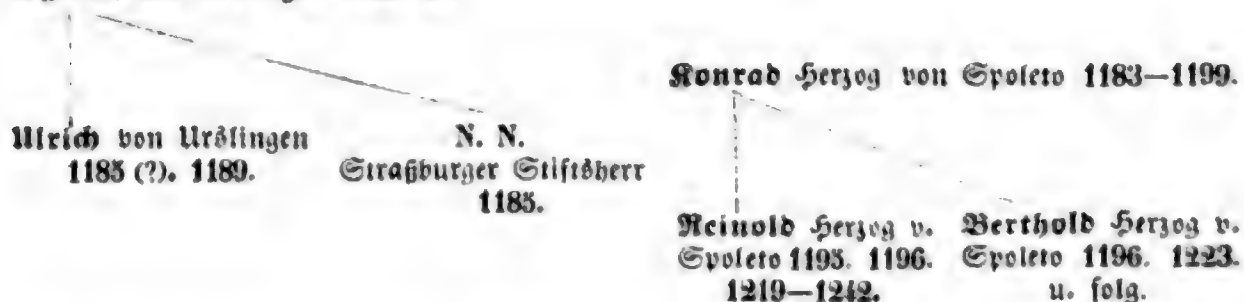 Konrad Herzog von Spoleto 1183—1199.
Ulrich von Urslingen
1185 (?). 1189.
N. N.
Straßburger Stiftsherr
1185.
Reinold Herzog v.
Spoleto 1195. 1196.
1219—1242.
Berthold Herzog v.
Spoleto 1196. 1223.
u. folg.